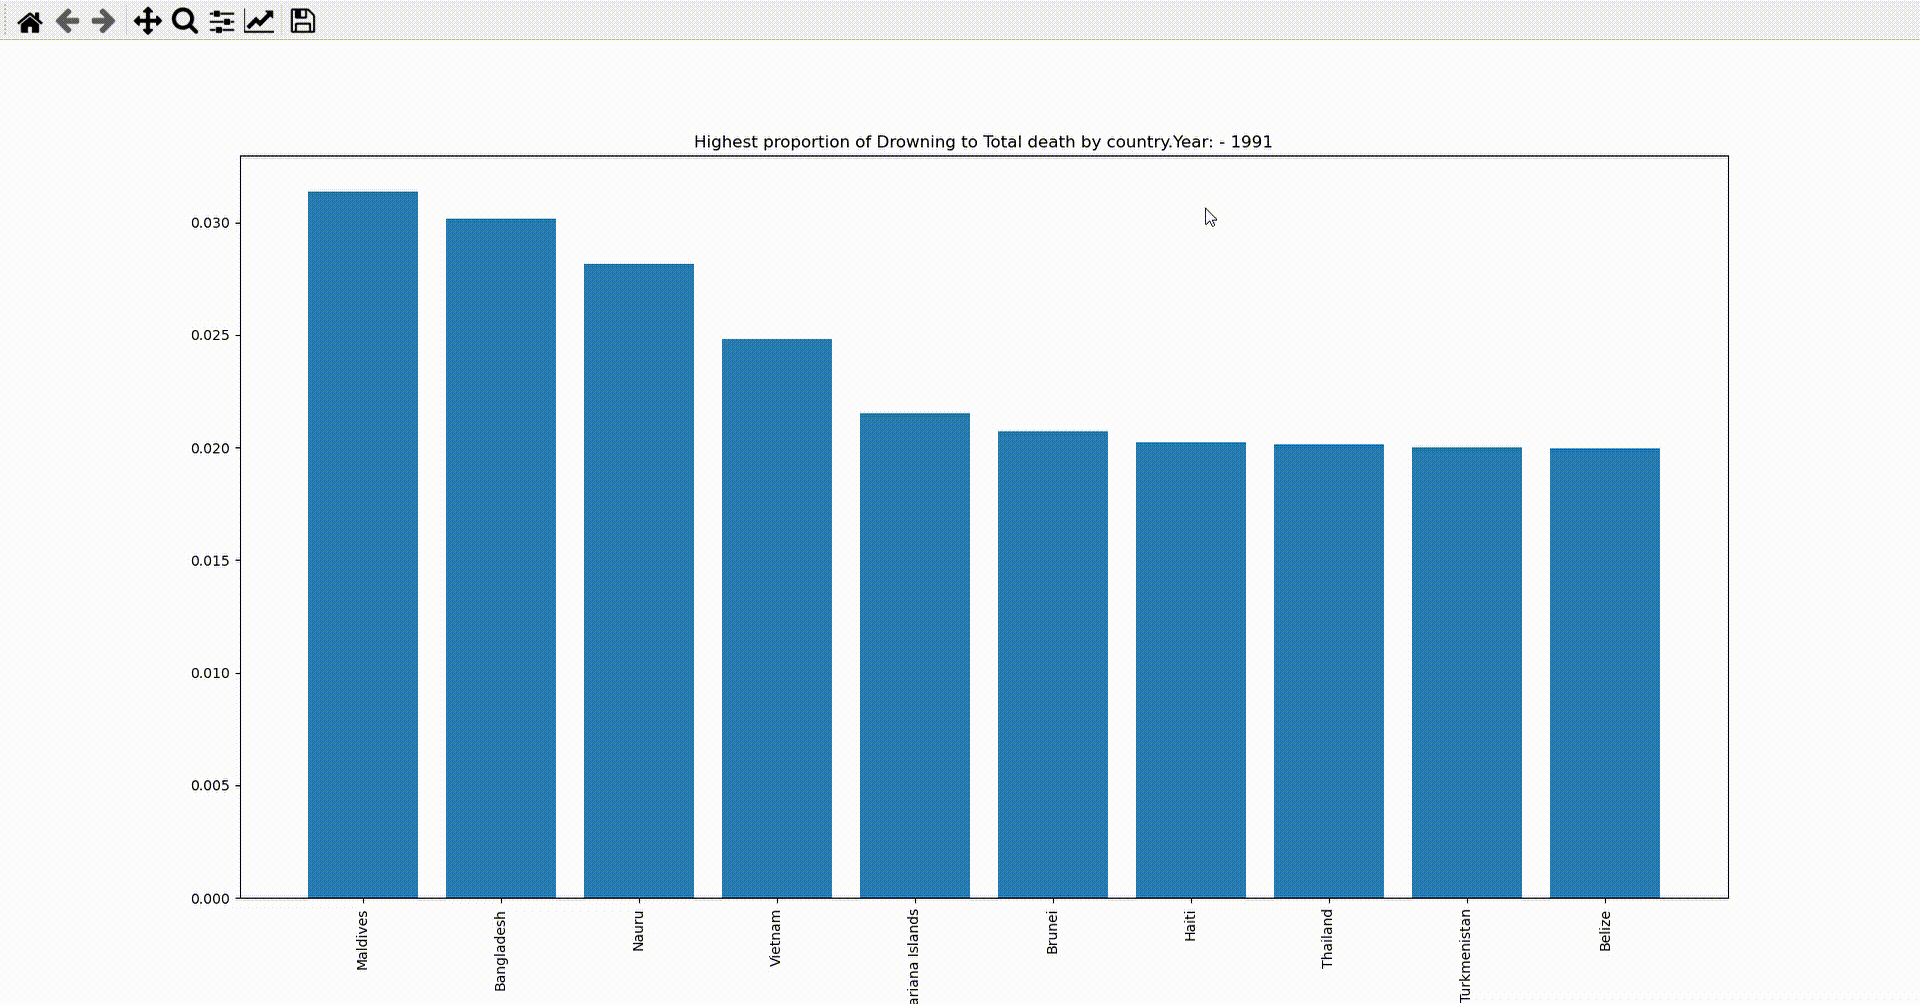 Highest proportion of Drowning to Total death by country.Year: - 1991
0.030
0.025
0.020
0.015
0.010
0.005
0.000
Maldives
Bangladesh
Nauru
Vietnam
ariana Islands
Brunei
Haiti
Thailand
Turkmenistan
Belize